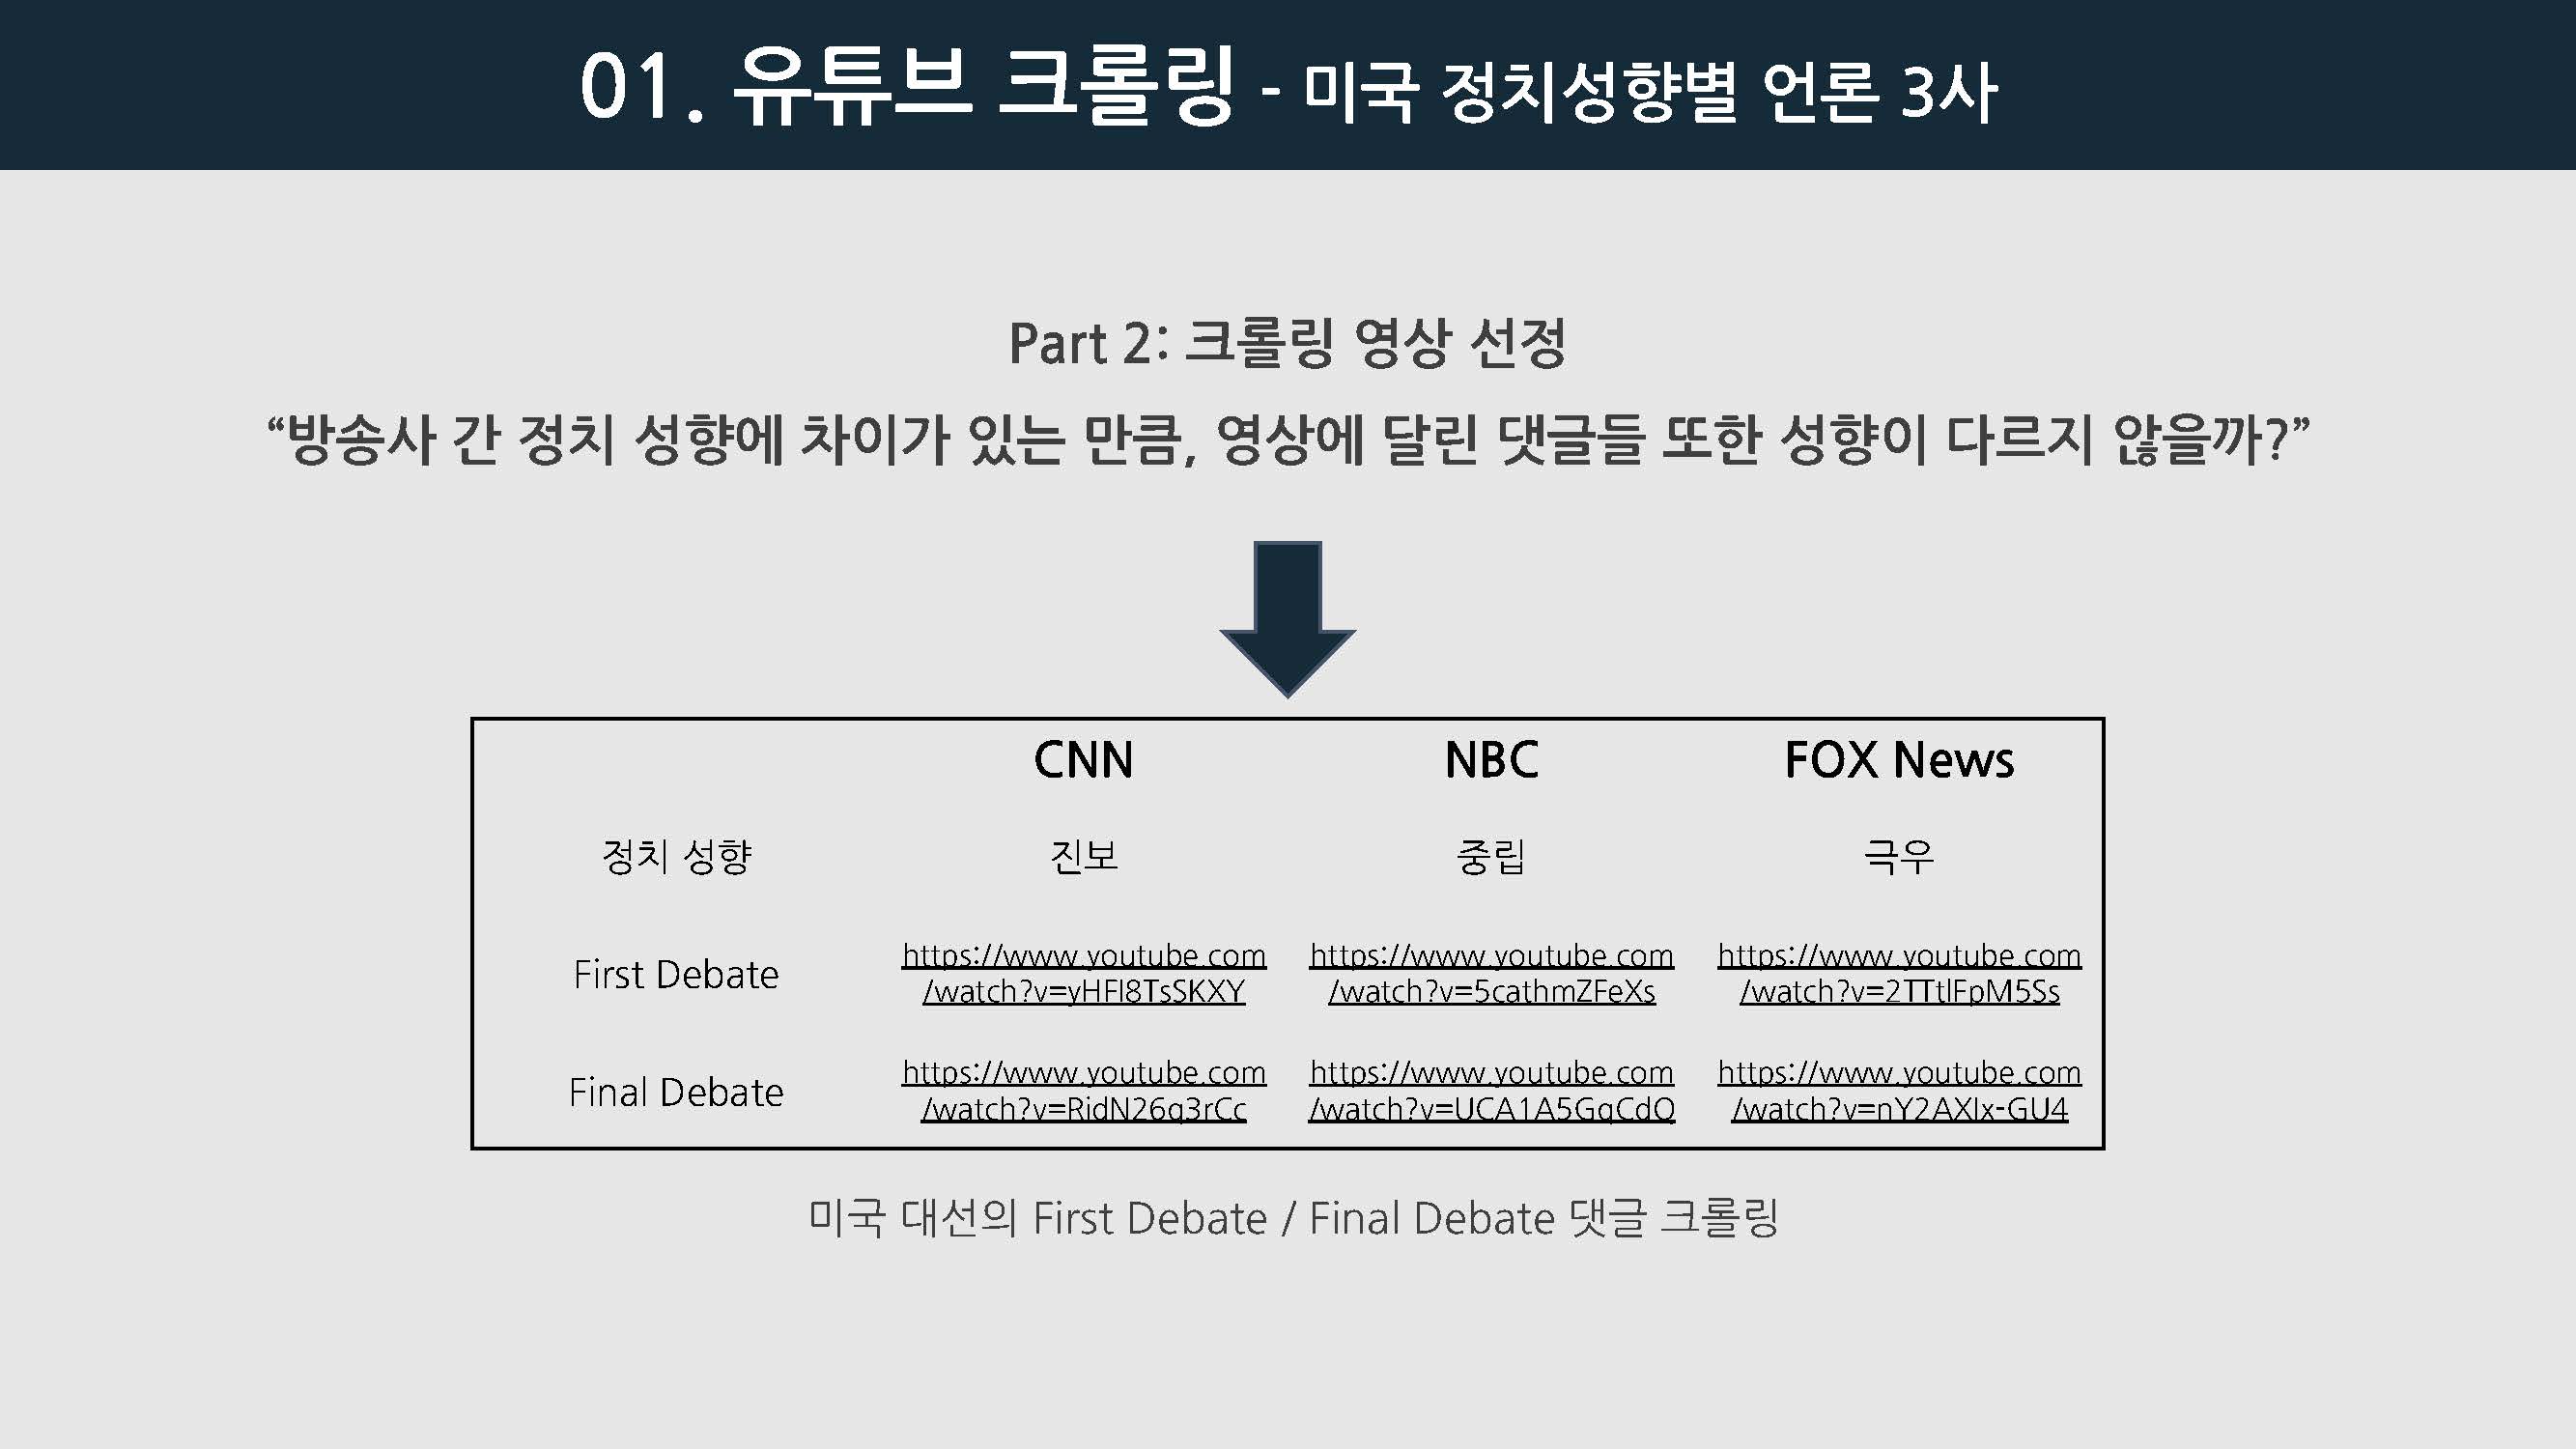 01. 유튜브 크롤링 - 미국 정치성향별 언론 3사
Part 2: 크롤링 영상 선정
“방송사 간 정치 성향에 차이가 있는 만큼, 영상에 달린 댓글들 또한 성향이 다르지 않을까?”
CNN NBC FOX News
정치 성향 진보 중립 극우
First Debate
https://www.youtube.com
/watch?v=yHFI8TsSKXY
https://www.youtube.com
/watch?v=5cathmZFeXs
https://www.youtube.com
/watch?v=2TTtlFpM5Ss
Final Debate
https://www.youtube.com
/watch?v=RidN26q3rCc
https://www.youtube.com
/watch?v=UCA1A5GqCdQ
https://www.youtube.com
/watch?v=nY2AXIx-GU4
미국 대선의 First Debate / Final Debate 댓글 크롤링